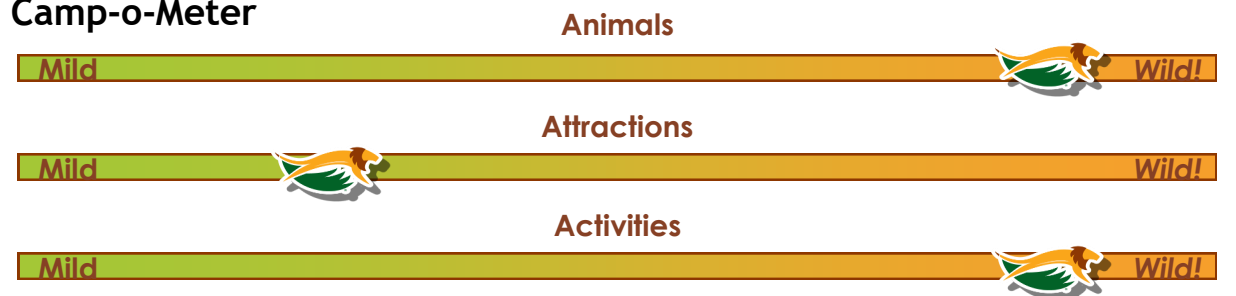 Camp-o-Meter
Animals
Mild Wild!
Attractions
Mild Wild!
Activities
Mild Wild!